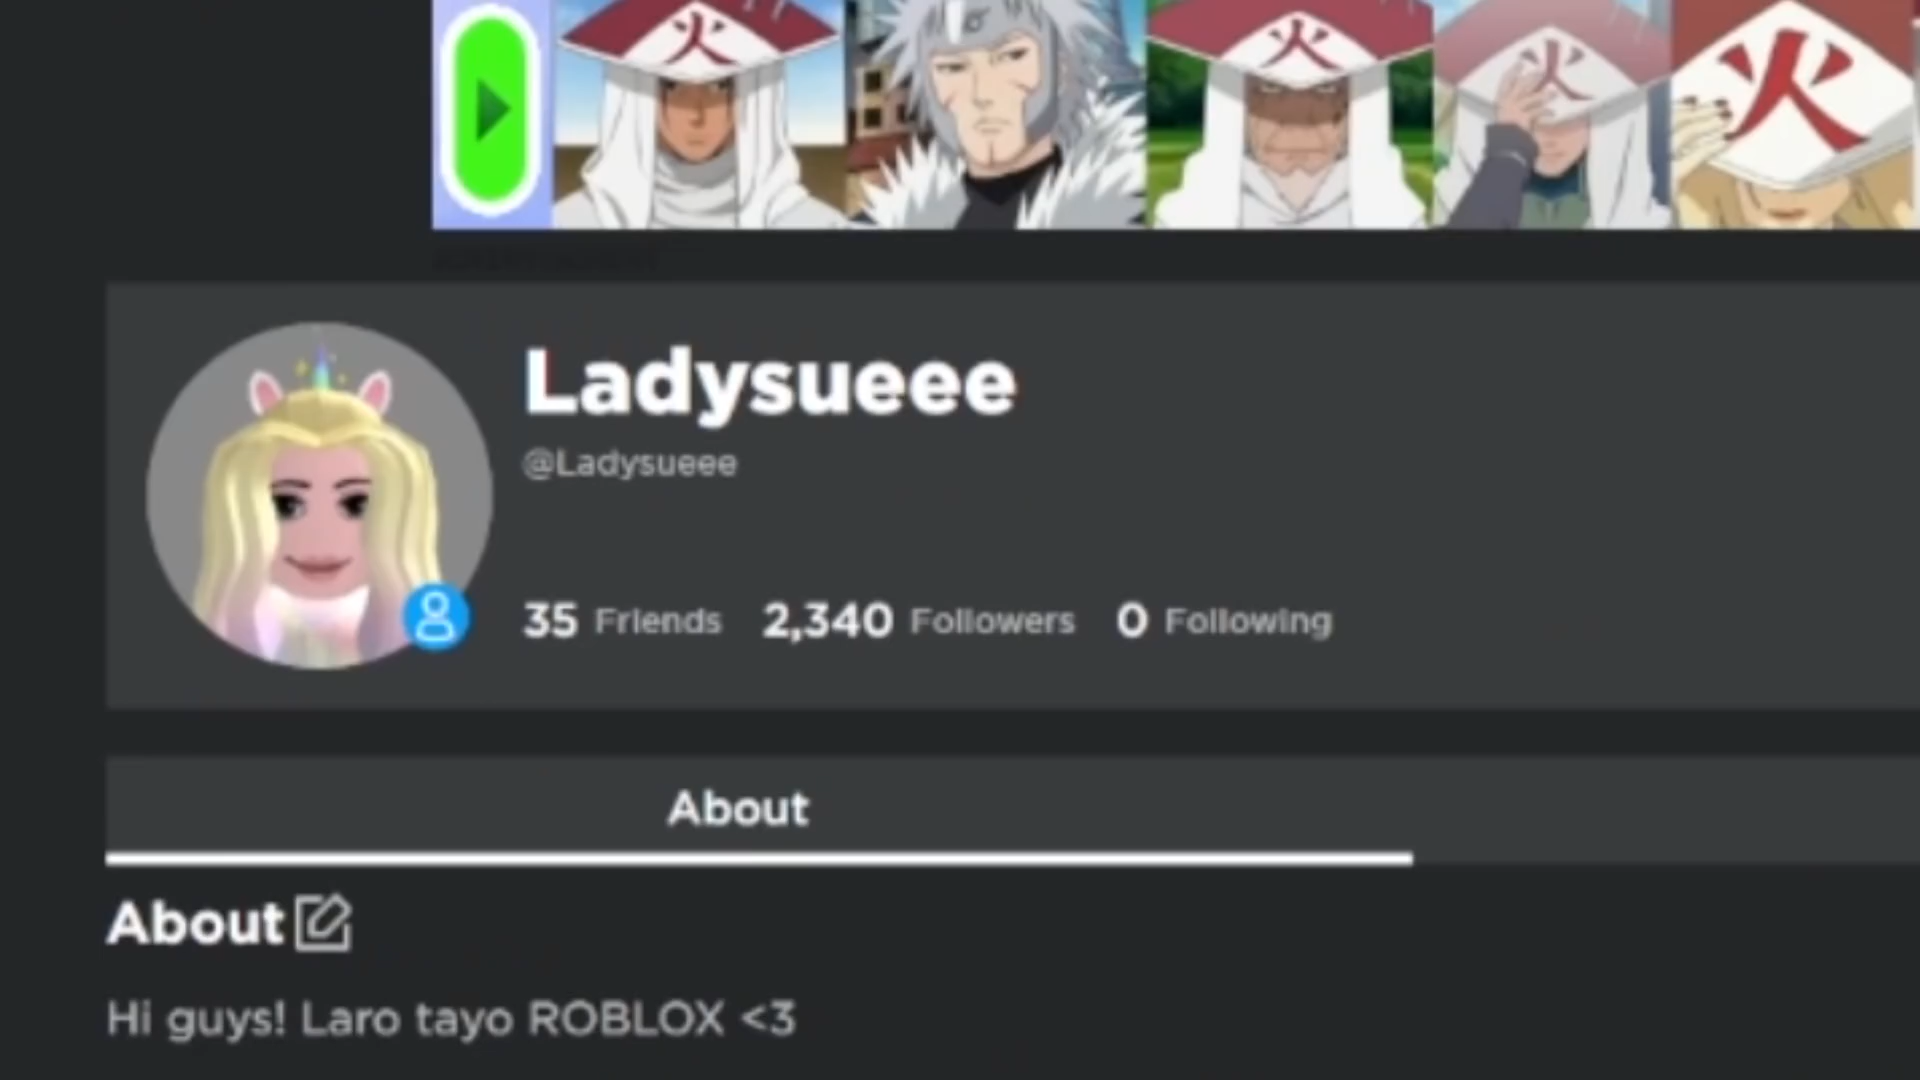 火
火
火
火
Ladysueee
@Ladysueee
35 Friends 2,340 Followers 0 Following
About
About
Hi guys! Laro tayo ROBLOX <3